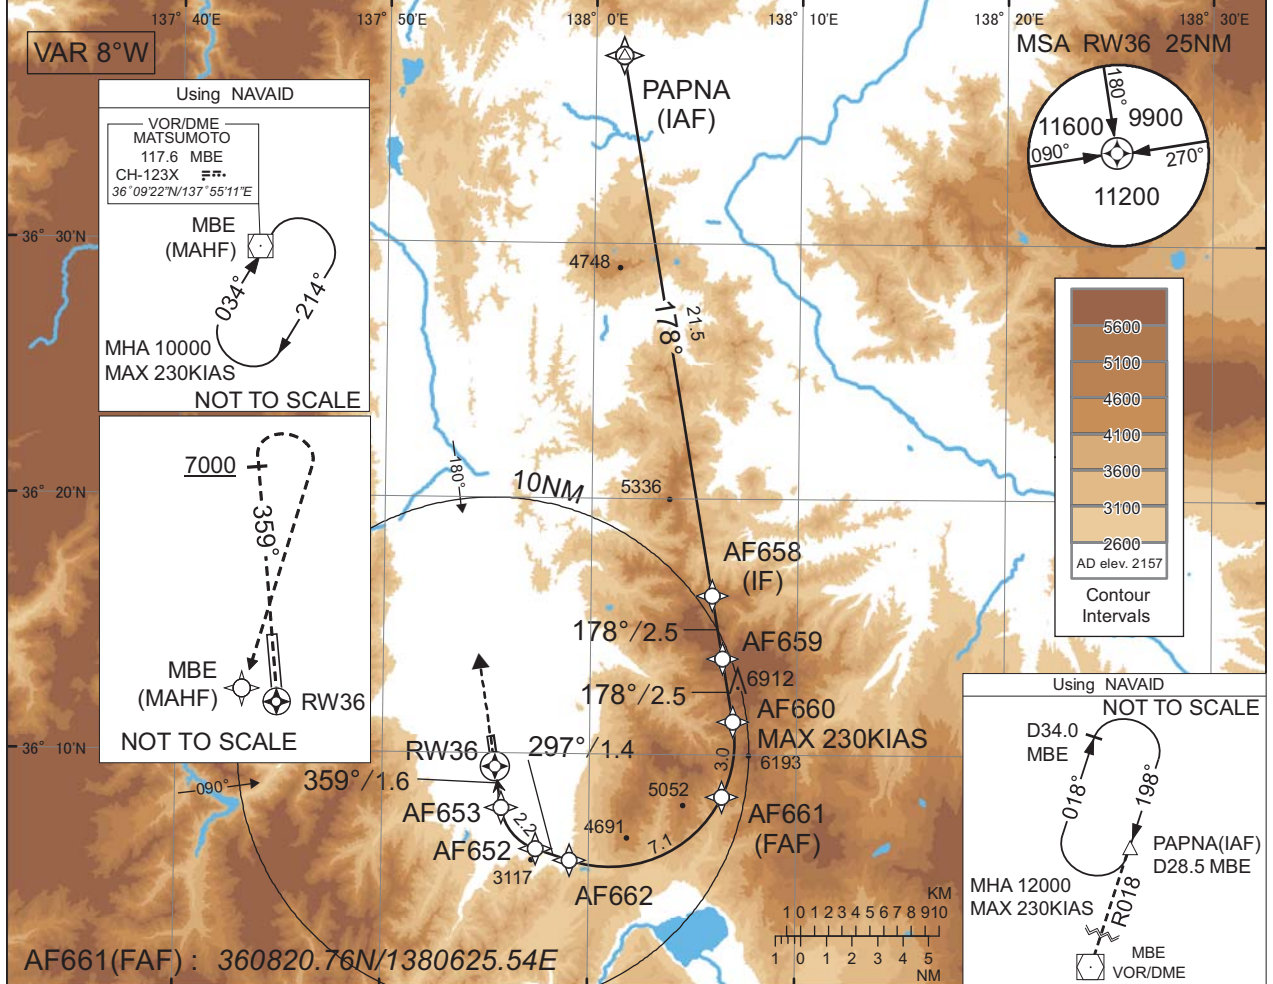 137° 40'E
137° 50'E
138° 0'E
138° 10'E
138° 20'E
138° 30'E
VAR 8°W
MSA RW36 25NM
180°
11600
9900
090°
270°
11200
Using NAVAID
VOR/DME
MATSUMOTO
117.6 MBE
CH-123X
36°09'22"N/137°55'11"E
MBE
(MAHF)
034°
214°
MHA 10000
MAX 230KIAS
NOT TO SCALE
PAPNA
(IAF)
36° 30'N
4748
21.5
178°
5600
5100
4600
4100
3600
3100
2600
AD elev. 2157
Contour
Intervals
7000
359°
MBE
(MAHF)
RW36
NOT TO SCALE
180°
10NM
5336
36° 20'N
AF658
(IF)
178°/2.5
AF659
6912
178°/2.5
AF660
MAX 230KIAS
36° 10'N
RW36
297°/1.4
3.0
6193
090°
359°/1.6
5052
AF661
(FAF)
AF653
2.2
4691
7.1
AF652
3117
AF662
KM
1 0 1 2 3 4 5 6 7 8 9 10
1 0 1 2 3 4 5
NM
Using NAVAID
NOT TO SCALE
D34.0
MBE
018°
198°
PAPNA(IAF)
D28.5 MBE
MHA 12000
MAX 230KIAS
R018
MBE
VOR/DME
AF661(FAF) : 360820.76N/1380625.54E